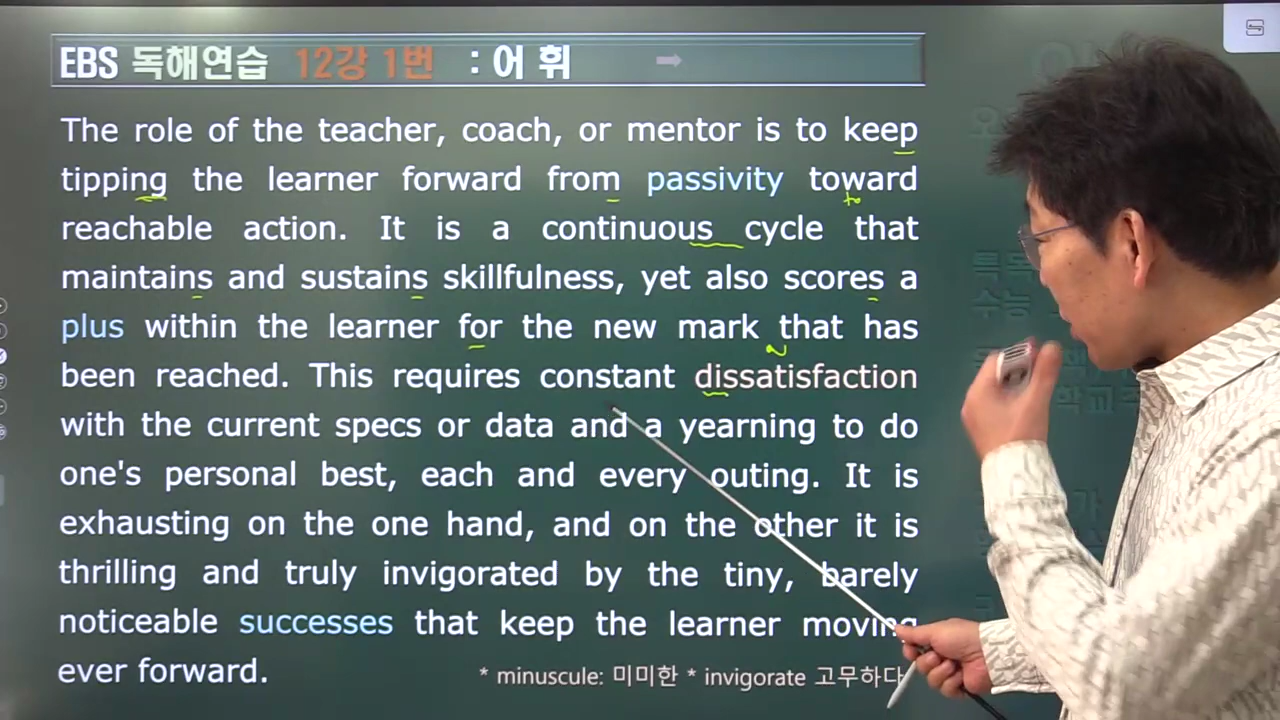 EBS 독해연습 12강 1번 : 어 휘 ➡
The role of the teacher, coach, or mentor is to keep
tipping the learner forward from passivity toward
reachable action. It is a continuous cycle that
maintains and sustains skillfulness, yet also scores a
plus within the learner for the new mark that has
been reached. This requires constant dissatisfaction
with the current specs or data and a yearning to do
one's personal best, each and every outing. It is
exhausting on the one hand, and on the other it is
thrilling and truly invigorated by the tiny, barely
noticeable successes that keep the learner moving
ever forward.
* minuscule: 미미한 * invigorate 고무하다